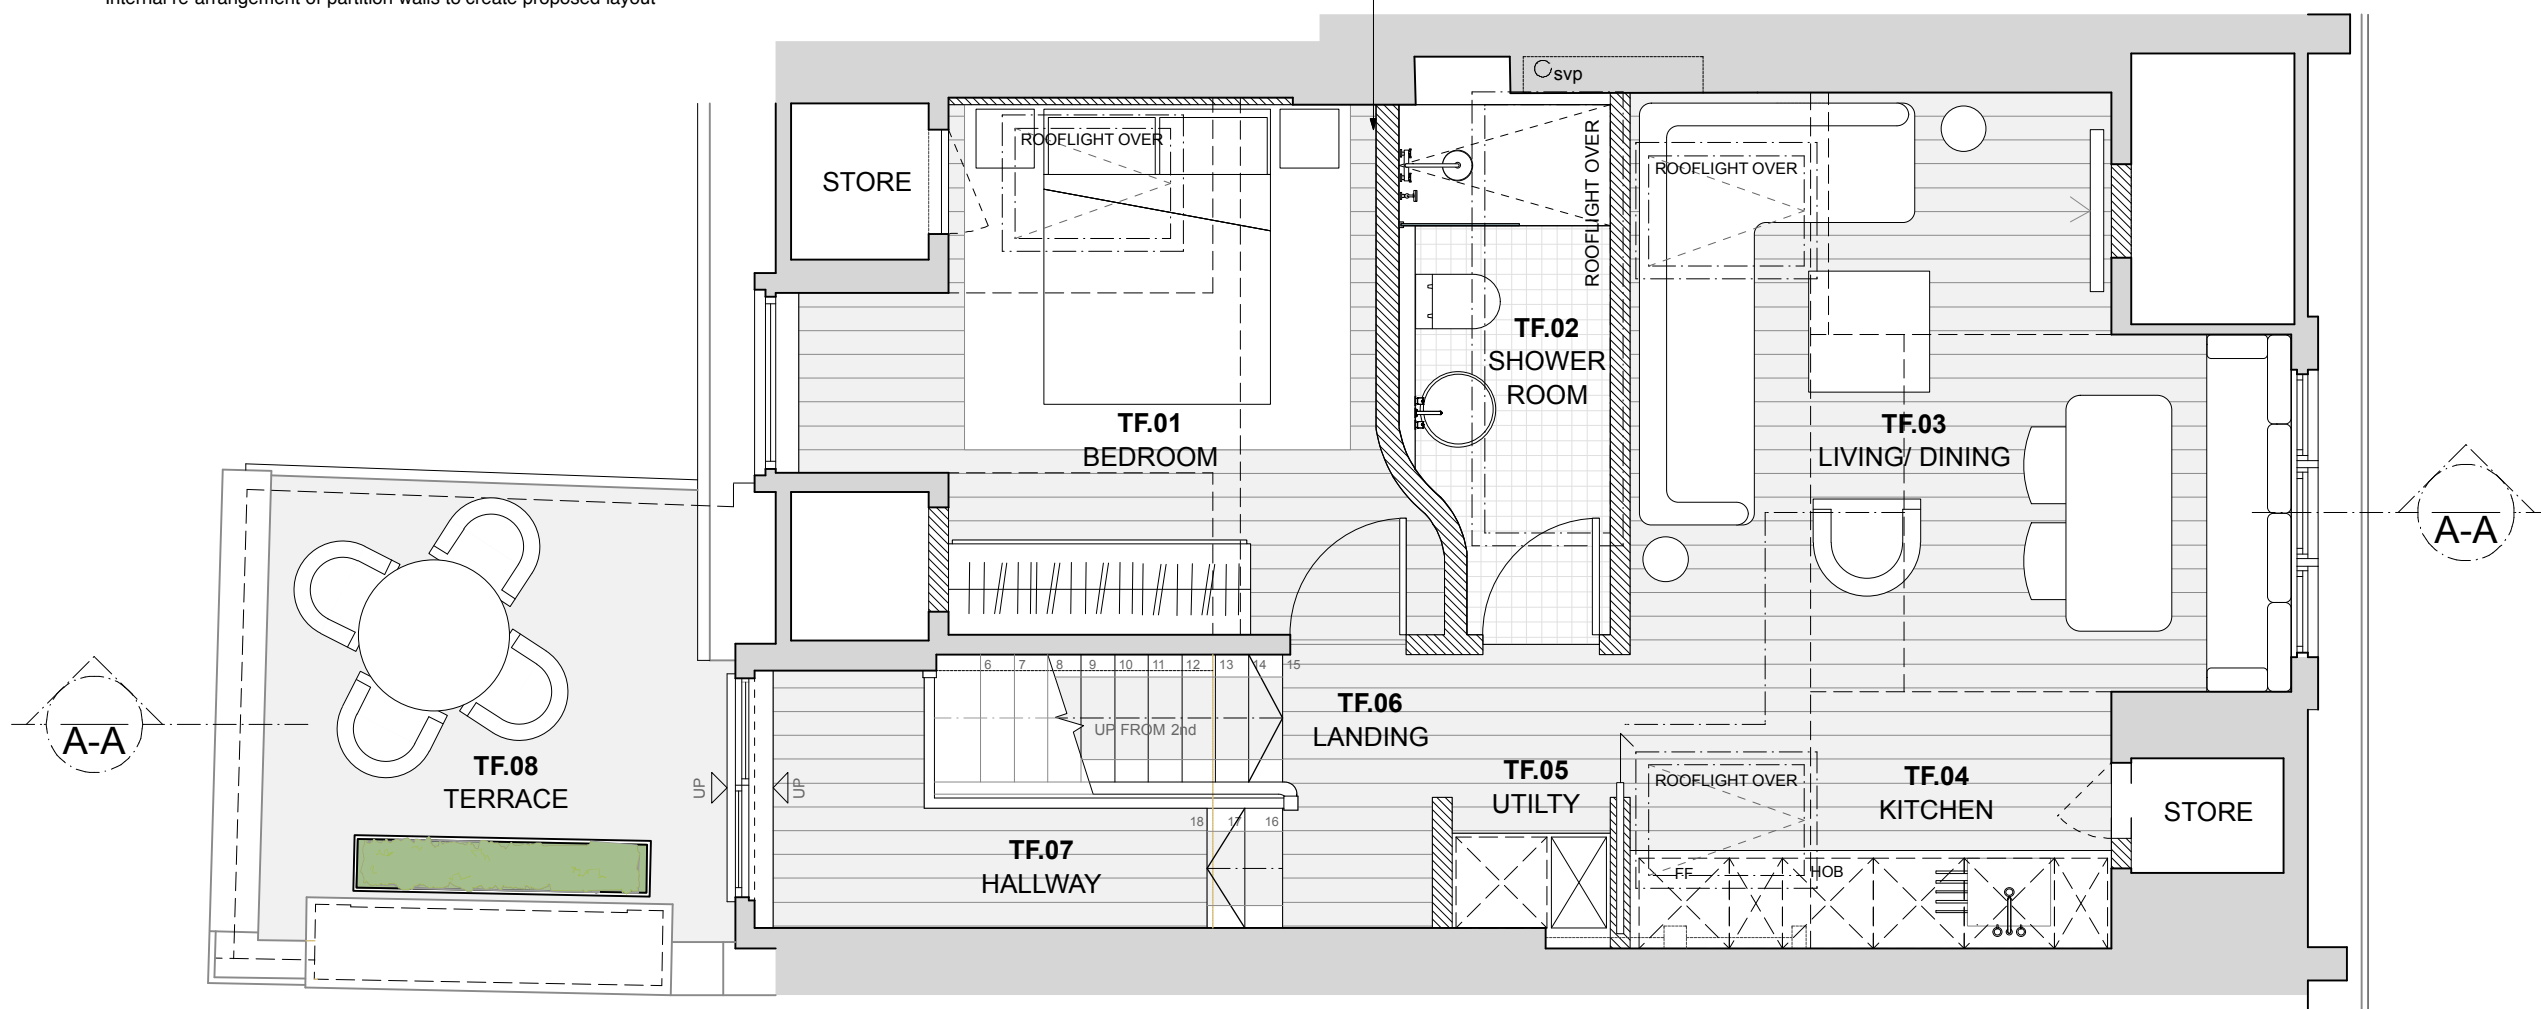 Internal re-arrangement of partition walls to create proposed layout
svp
STORE
ROOFLIGHT OVER
ROOFLIGHT OVER
ROOFLIGHT OVER
TF.01
BEDROOM
TF.02
SHOWER
ROOM
TF.03
LIVING/ DINING
A-A
A-A
6 7 8 9 10 11 12 13 14 15
UP FROM 2nd
TF.06
LANDING
TF.08
TERRACE
UP
UP
TF.05
UTILTY
ROOFLIGHT OVER
TF.04
KITCHEN
STORE
18 17 16
TF.07
HALLWAY
FF
HOB